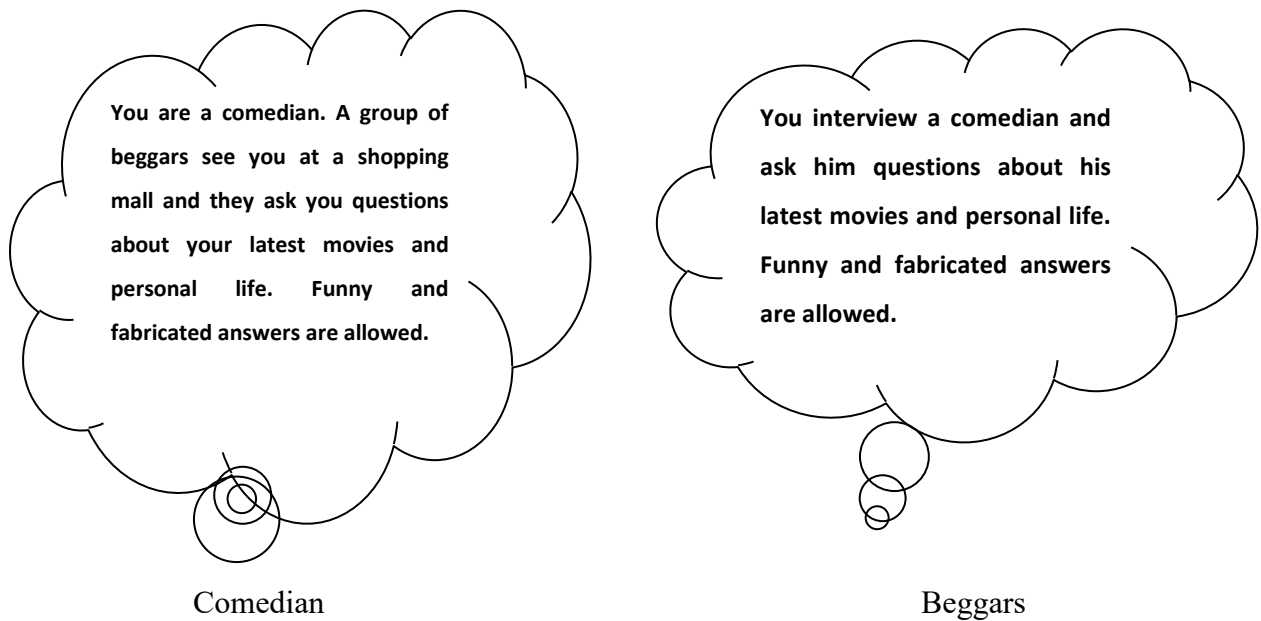 You are a comedian. A group of
beggars see you at a shopping
mall and they ask you questions
about your latest movies and
personal life. Funny and
fabricated answers are allowed.
You interview a comedian and
ask him questions about his
latest movies and personal life.
Funny and fabricated answers
are allowed.
Comedian
Beggars